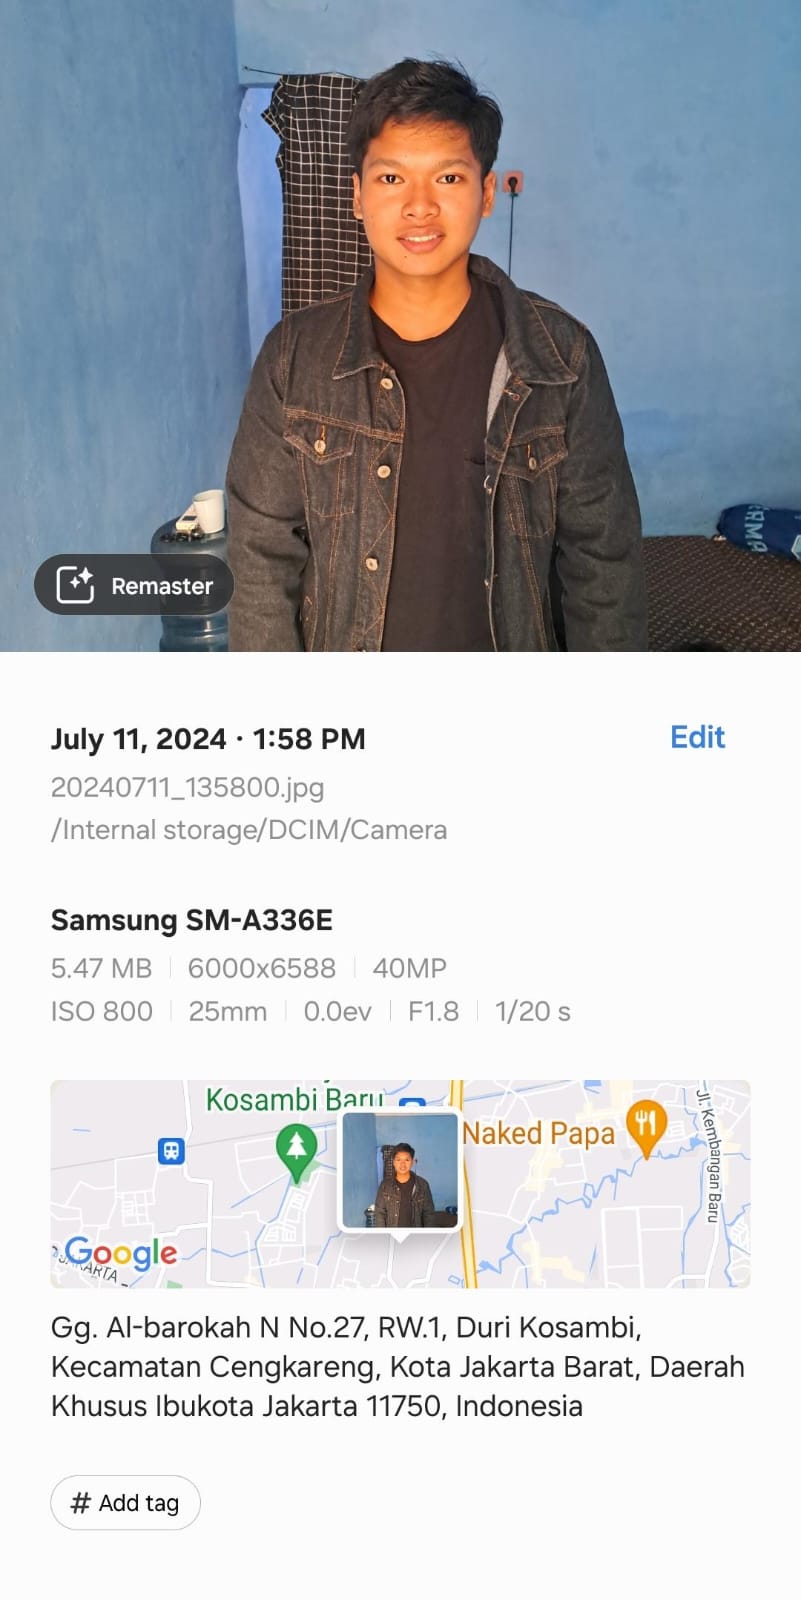 RMA
Remaster
July 11, 2024 · 1:58 PM
Edit
20240711_135800.jpg
/Internal storage/DCIM/Camera
Samsung SM-A336E
5.47 MB | 6000x6588 | 40MP
ISO 800 | 25mm | 0.0ev | F1.8 | 1/20 s
Kosambi Baru
Naked Papa
Jl. Kembangan Baru
Google
JAKARTA
Gg. Al-barokah N No.27, RW.1, Duri Kosambi,
Kecamatan Cengkareng, Kota Jakarta Barat, Daerah
Khusus Ibukota Jakarta 11750, Indonesia
# Add tag